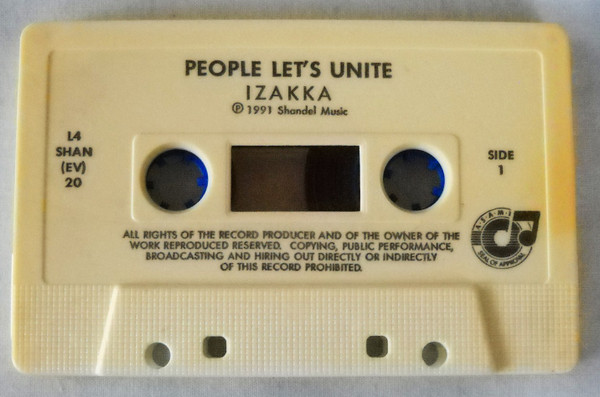 PEOPLE LET'S UNITE
IZAKKA
℗ 1991 Shandel Music
L4
SHAN
(EV)
20
SIDE
1
ALL RIGHTS OF THE RECORD PRODUCER AND OF THE OWNER OF THE
WORK REPRODUCED RESERVED. COPYING, PUBLIC PERFORMANCE,
BROADCASTING AND HIRING OUT DIRECTLY OR INDIRECTLY
OF THIS RECORD PROHIBITED.
A·S·A·M·I
SEAL OF APPROVAL